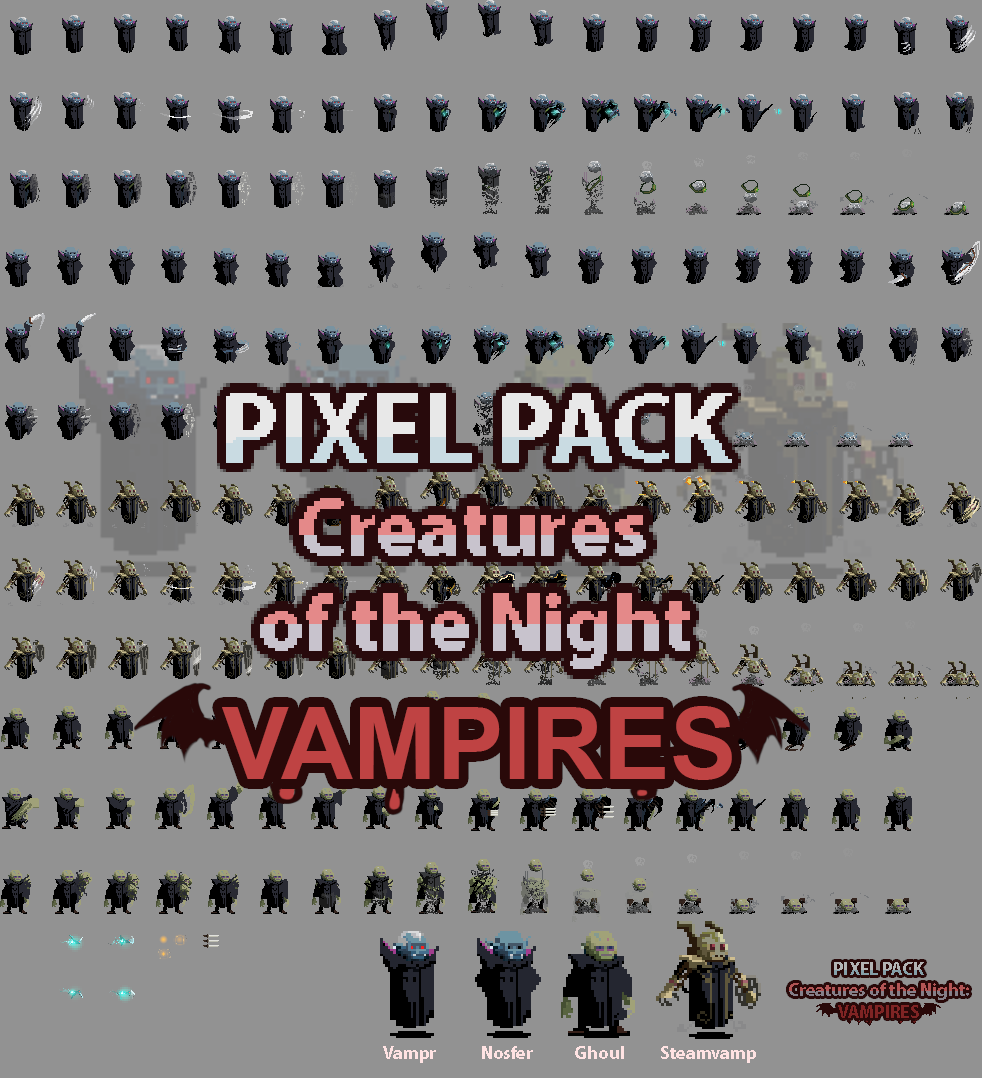 PIXEL PACK
Creatures
of the Night
VAMPIRES
Vampr
Nosfer
Ghoul
Steamvamp
PIXEL PACK
Creatures of the Night:
VAMPIRES